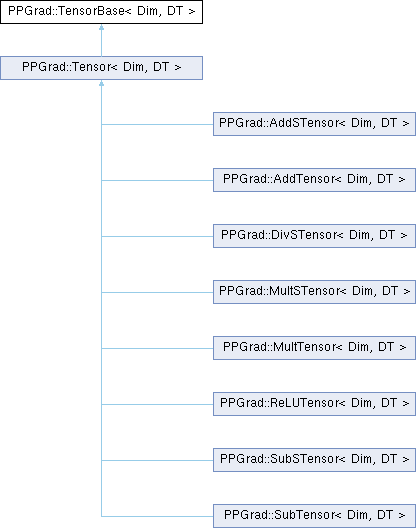 PPGrad::TensorBase< Dim, DT >
PPGrad::Tensor< Dim, DT >
PPGrad::AddSTensor< Dim, DT >
PPGrad::AddTensor< Dim, DT >
PPGrad::DivSTensor< Dim, DT >
PPGrad::MultSTensor< Dim, DT >
PPGrad::MultTensor< Dim, DT >
PPGrad::ReLUTensor< Dim, DT >
PPGrad::SubSTensor< Dim, DT >
PPGrad::SubTensor< Dim, DT >